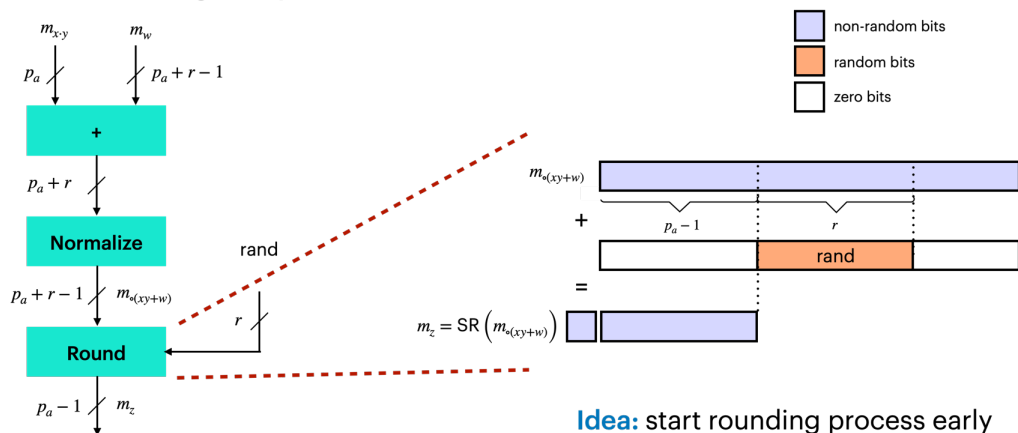 m_{x·y}
m_w
p_a
p_a + r − 1
+
p_a + r
Normalize
p_a + r − 1
m_{∘(xy+w)}
rand
r
Round
p_a − 1
m_z
non-random bits
random bits
zero bits
m_{∘(xy+w)}
+
p_a − 1
r
rand
=
m_z = SR (m_{∘(xy+w)})
Idea: start rounding process early